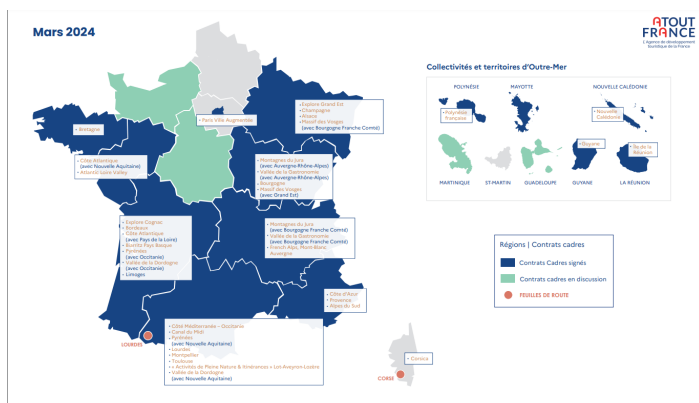 Mars 2024
ATOUT
FRANCE
L'Agence de développement
touristique de la France
Collectivités et territoires d'Outre-Mer
POLYNÉSIE
MAYOTTE
NOUVELLE CALÉDONIE
• Polynésie
française
• Nouvelle
Calédonie
• Guyane
• Ile de la
Réunion
MARTINIQUE
ST-MARTIN
GUADELOUPE
GUYANE
LA REUNION
• Explore Grand Est
• Champagne
• Alsace
• Massif des Vosges
(avec Bourgogne Franche Comté)
• Paris Ville Augmentée
• Bretagne
• Côte Atlantique
(avec Nouvelle Aquitaine)
• Atlantic Loire Valley
• Montagnes du Jura
(avec Auvergne-Rhône-Alpes)
• Vallée de la Gastronomie
(avec Auvergne-Rhône-Alpes)
• Bourgogne
• Massif des Vosges
(avec Grand Est)
• Explore Cognac
• Bordeaux
• Côte Atlantique
(avec Pays de la Loire)
• Biarritz Pays Basque
• Pyrénées
(avec Occitanie)
• Vallée de la Dordogne
(avec Occitanie)
• Limoges
• Montagnes du Jura
(avec Bourgogne Franche Comté)
• Vallée de la Gastronomie
(avec Bourgogne Franche Comté)
• French Alps, Mont-Blanc
Auvergne
• Côte d'Azur
• Provence
• Alpes du Sud
• Côté Méditerranée – Occitanie
• Canal du Midi
• Pyrénées
(avec Nouvelle Aquitaine)
• Lourdes
• Montpellier
• Toulouse
• « Activités de Pleine Nature & Itinérances » Lot-Aveyron-Lozère
• Vallée de la Dordogne
(avec Nouvelle Aquitaine)
LOURDES
• Corsica
CORSE
Régions | Contrats cadres
Contrats Cadres signés
Contrats cadres en discussion
FEUILLES DE ROUTE